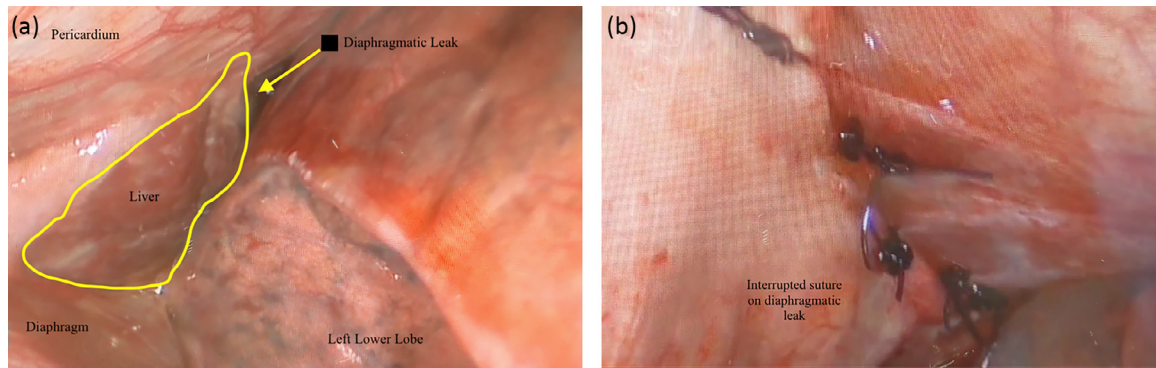 (a)
Pericardium
Diaphragmatic Leak
Liver
Diaphragm
Left Lower Lobe
(b)
Interrupted suture
on diaphragmatic
leak